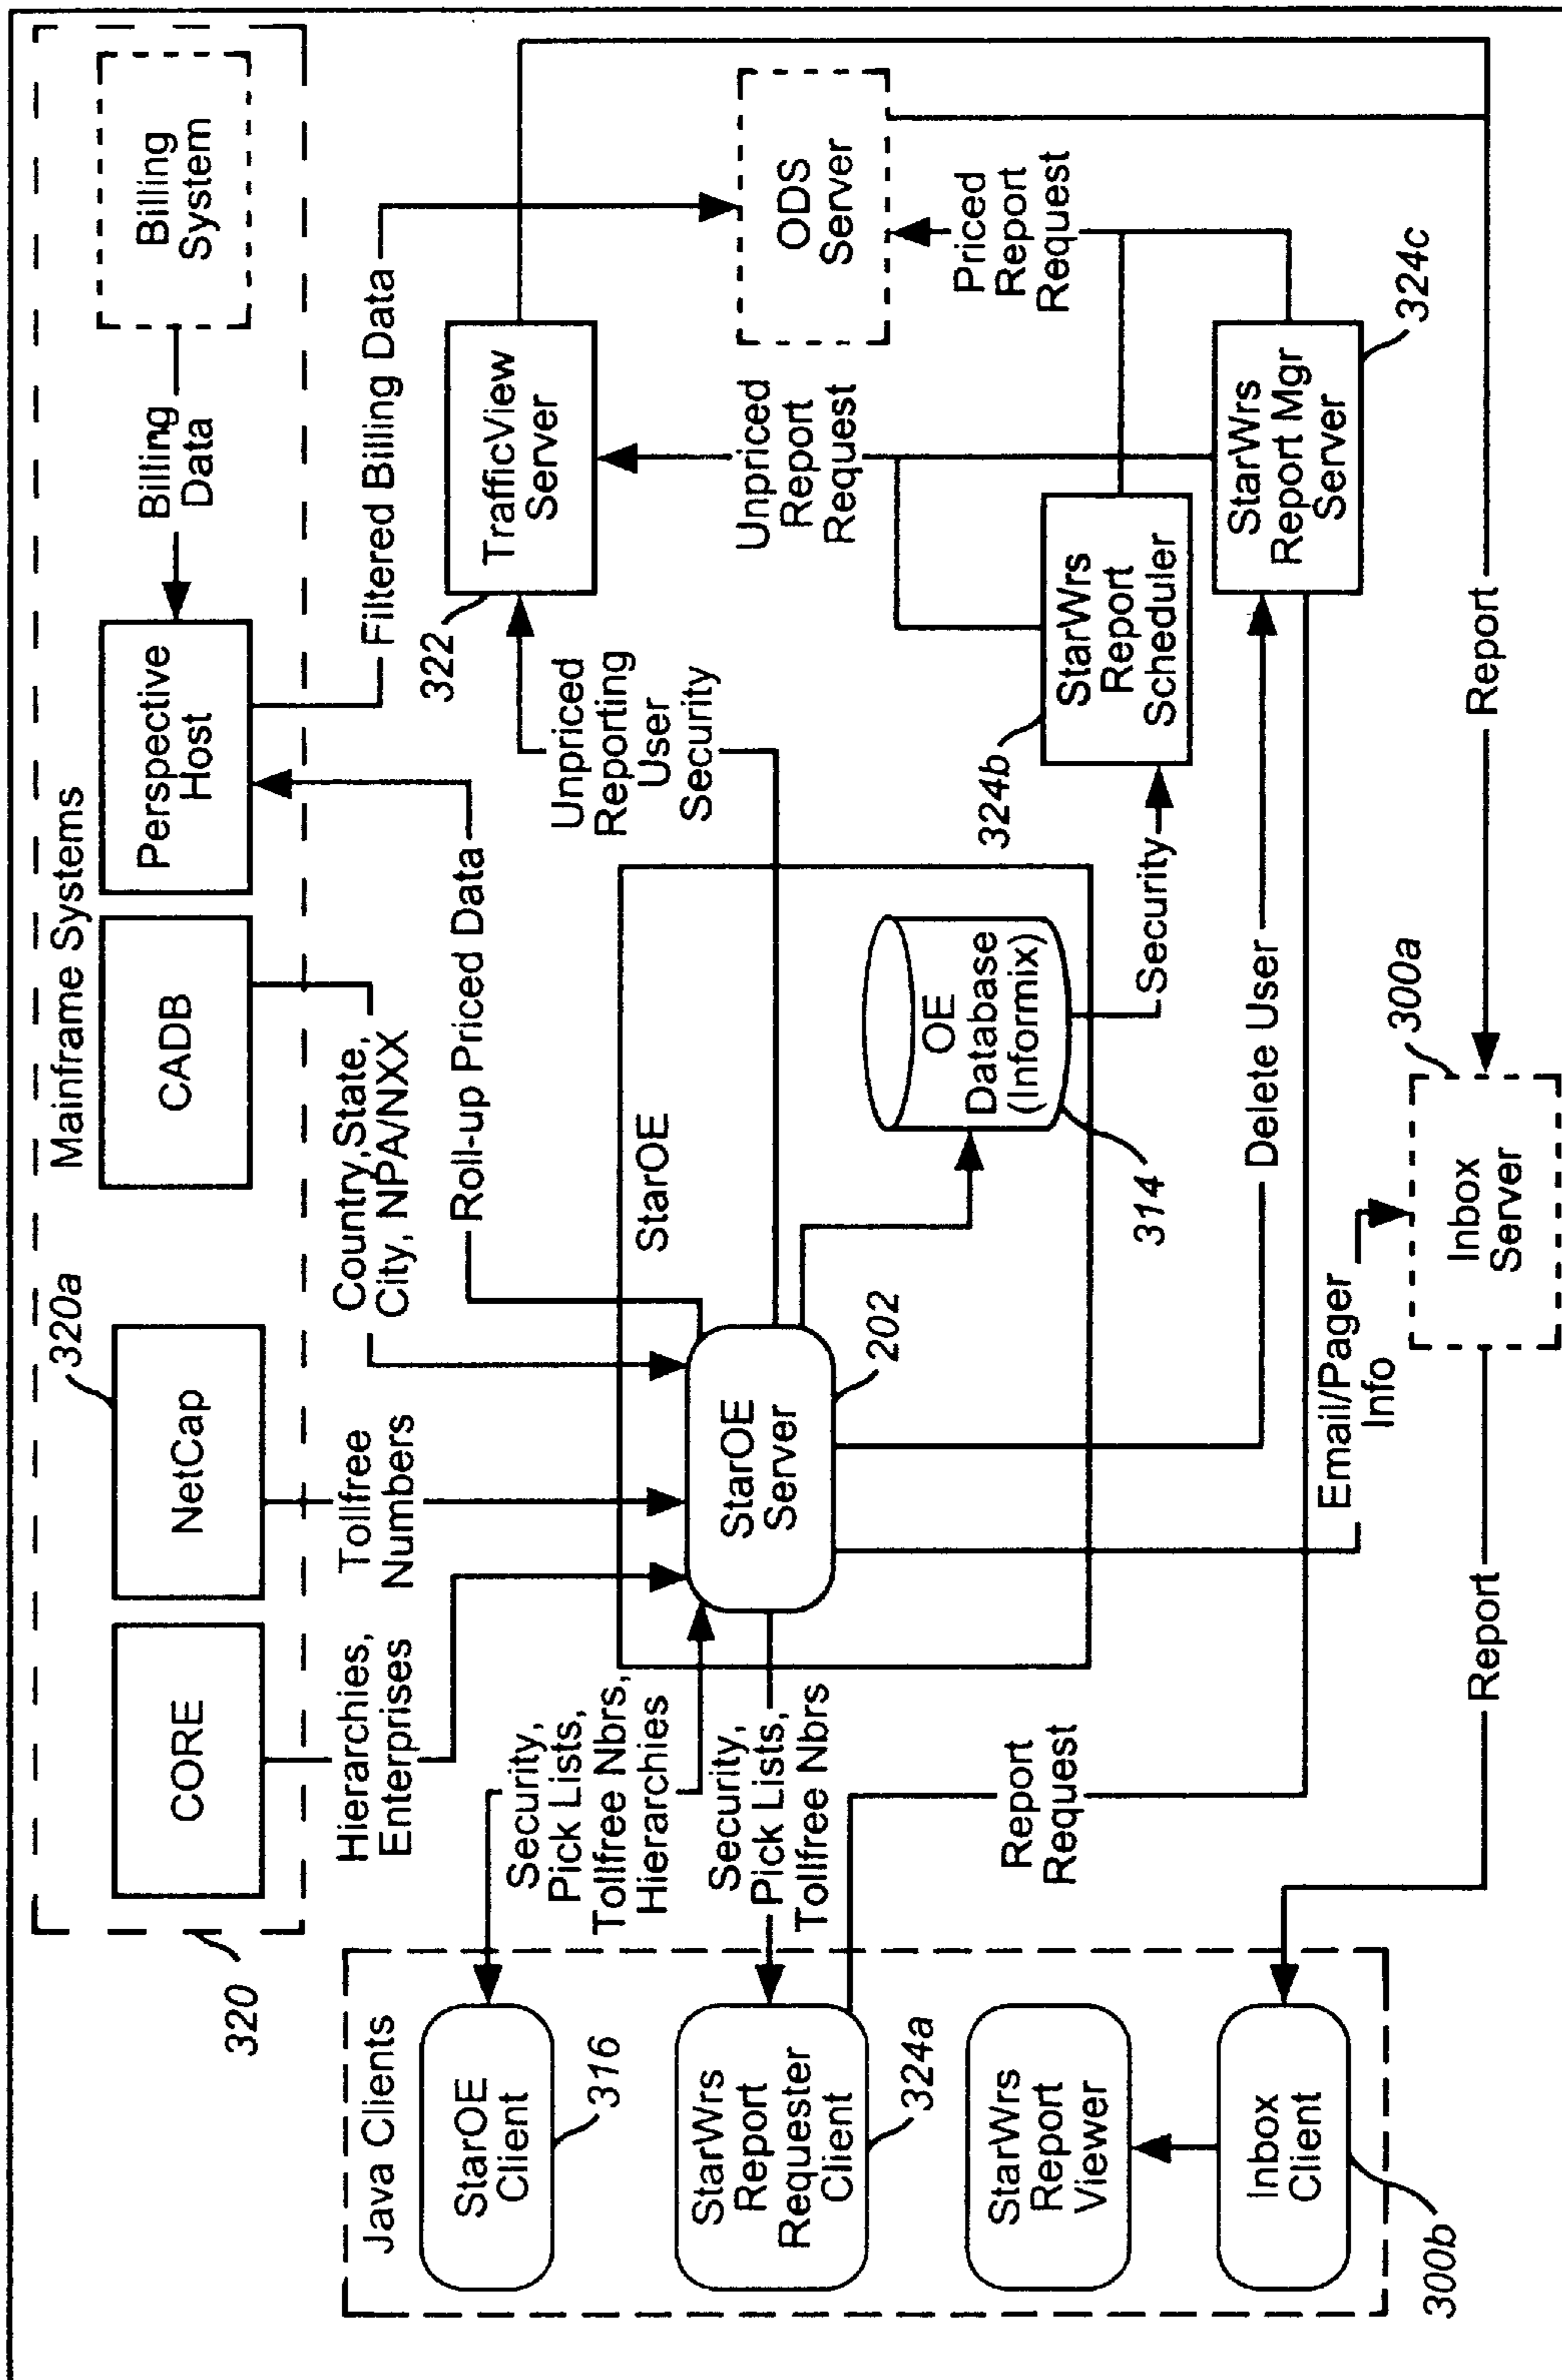 Mainframe Systems
320
CORE
NetCap
320a
CADB
Perspective
Host
Billing
Data
Billing
System
Hierarchies,
Enterprises
Tollfree
Numbers
Country,State,
City, NPA/NXX
Roll-up Priced Data
Filtered Billing Data
Java Clients
StarOE
Client
316
Security,
Pick Lists,
Tollfree Nbrs,
Hierarchies
StarWrs
Report
Requester
Client
324a
Security,
Pick Lists,
Tollfree Nbrs
StarWrs
Report
Viewer
Inbox
Client
300b
StarOE
StarOE
Server
202
OE
Database
(Informix)
314
Unpriced
Reporting
User
Security
322
TrafficView
Server
Unpriced
Report
Request
ODS
Server
Priced
Report
Request
Security
324b
StarWrs
Report
Scheduler
StarWrs
Report Mgr
Server
324c
Delete User
Report
Request
Email/Pager
Info
Inbox
Server
300a
Report
Report